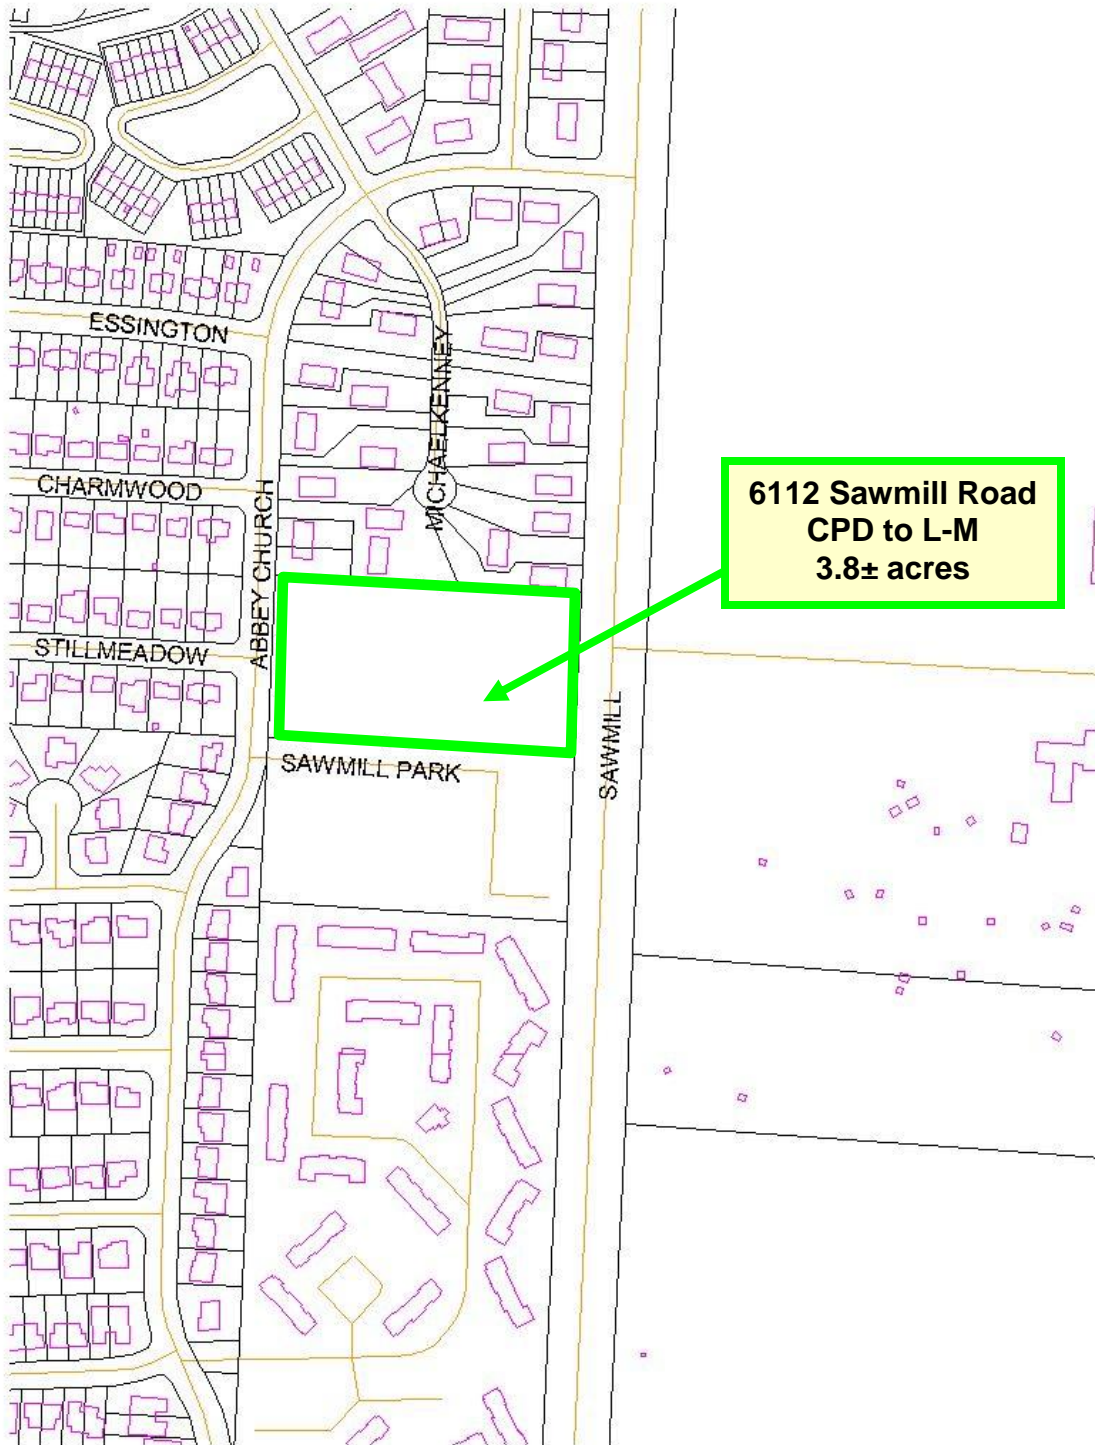 ESSINGTON
MICHAELKENNEY
CHARMWOOD
6112 Sawmill Road
CPD to L-M
3.8± acres
ABBEY CHURCH
STILLMEADOW
SAWMILL
SAWMILL PARK